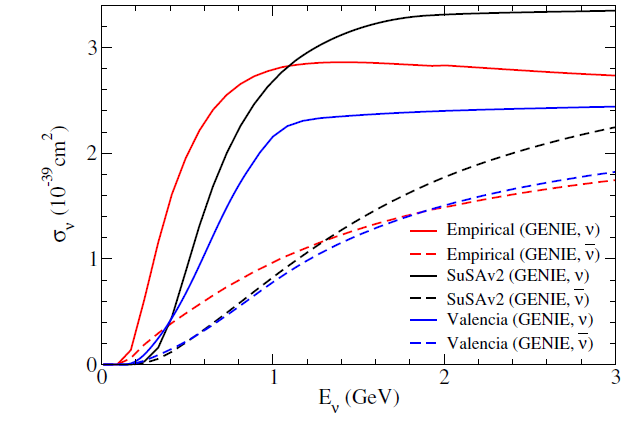 3
2
1
0
σν (10-39 cm2)
Empirical (GENIE, ν)
Empirical (GENIE, ν̅)
SuSAv2 (GENIE, ν)
SuSAv2 (GENIE, ν̅)
Valencia (GENIE, ν)
Valencia (GENIE, ν̅)
0 1 2 3
Eν (GeV)